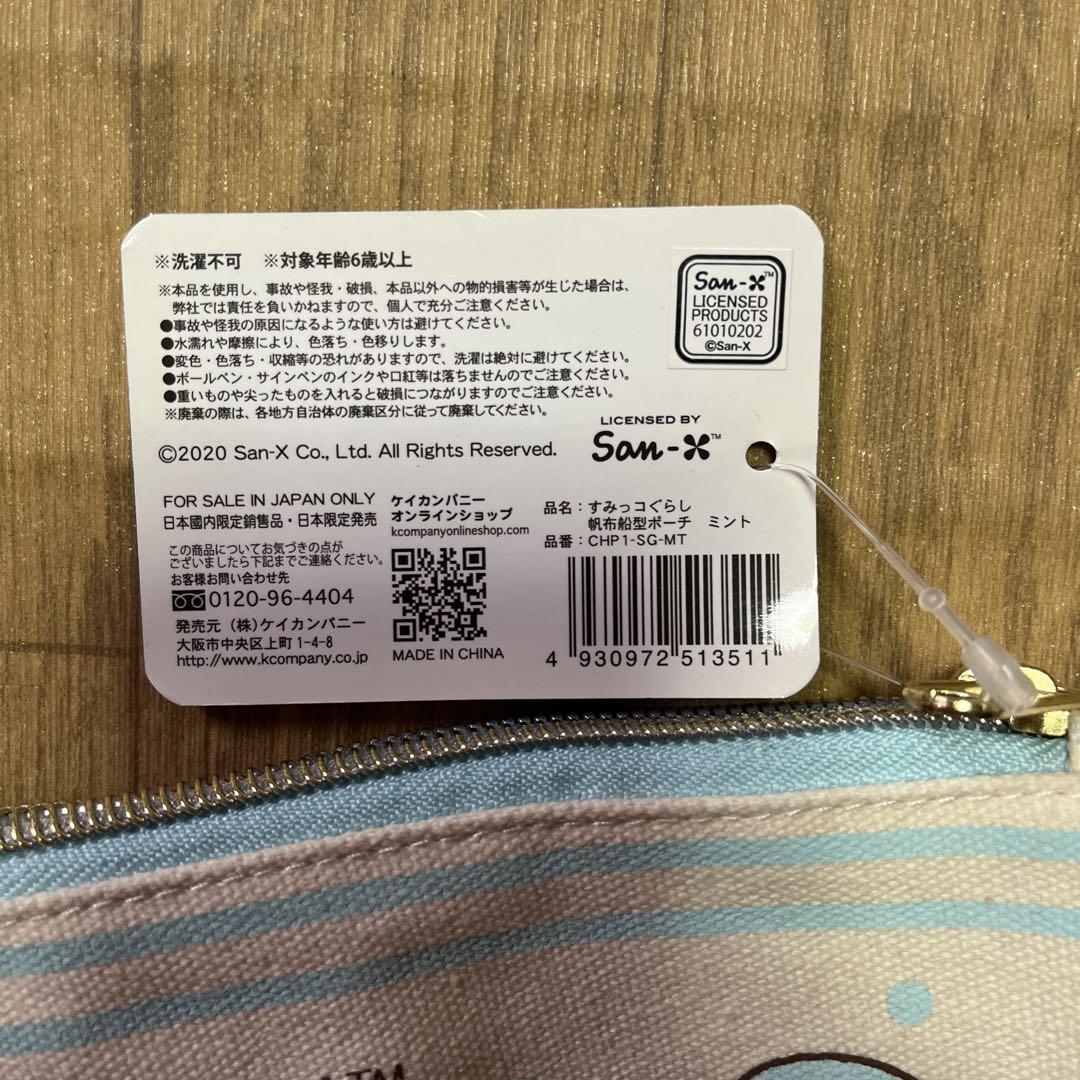 ※洗濯不可 ※対象年齢6歳以上
※本品を使用し、事故や怪我・破損、本品以外への物的損害等が生じた場合は、
弊社では責任を負いかねますので、個人で充分ご注意ください。
●事故や怪我の原因になるような使い方は避けてください。
●水濡れや摩擦により、色落ち・色移りします。
●変色・色落ち・収縮等の恐れがありますので、洗濯は絶対に避けてください。
●ボールペン・サインペンのインクや口紅等は落ちませんのでご注意ください。
●重いものや尖ったものを入れると破損につながりますのでご注意ください。
※廃棄の際は、各地方自治体の廃棄区分に従って廃棄してください。
San-X™
LICENSED
PRODUCTS
61010202
©San-X
LICENSED BY
San-X™
©2020 San-X Co., Ltd. All Rights Reserved.
FOR SALE IN JAPAN ONLY
日本國内限定銷售品・日本限定発売
この商品についてお気づきの点が
ございましたら下記までご連絡ください。
お客様お問い合わせ先
0120-96-4404
発売元（株）ケイカンパニー
大阪市中央区上町 1-4-8
http://www.kcompany.co.jp
ケイカンパニー
オンラインショップ
kcompanyonlineshop.com
MADE IN CHINA
品名：すみっコぐらし
帆布船型ポーチ ミント
品番：CHP1-SG-MT
4 930972 513511
TM